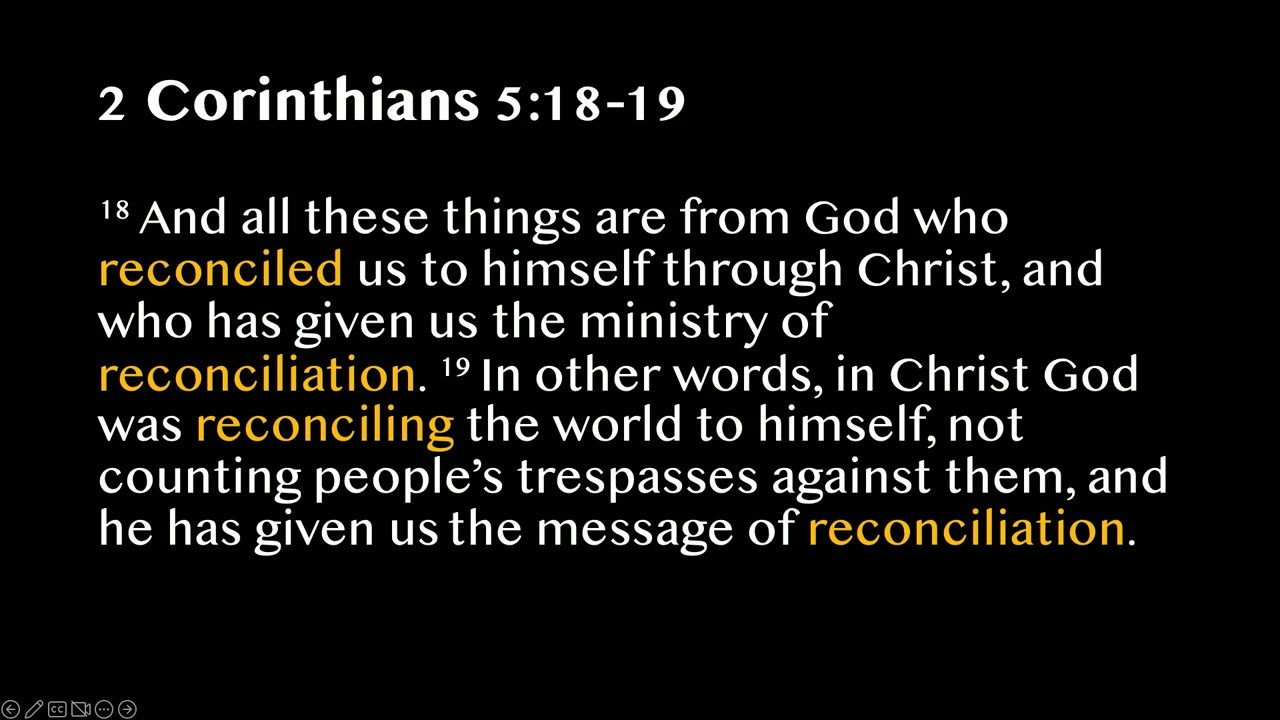 2 Corinthians 5:18-19
18 And all these things are from God who
reconciled us to himself through Christ, and
who has given us the ministry of
reconciliation. 19 In other words, in Christ God
was reconciling the world to himself, not
counting people’s trespasses against them, and
he has given us the message of reconciliation.
CC